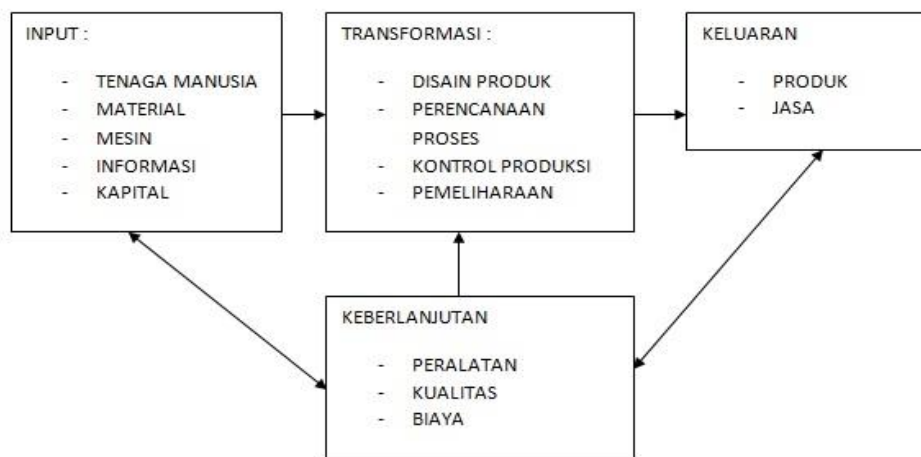 INPUT :
- TENAGA MANUSIA
- MATERIAL
- MESIN
- INFORMASI
- KAPITAL
TRANSFORMASI :
- DISAIN PRODUK
- PERENCANAAN
PROSES
- KONTROL PRODUKSI
- PEMELIHARAAN
KELUARAN
- PRODUK
- JASA
KEBERLANJUTAN
- PERALATAN
- KUALITAS
- BIAYA